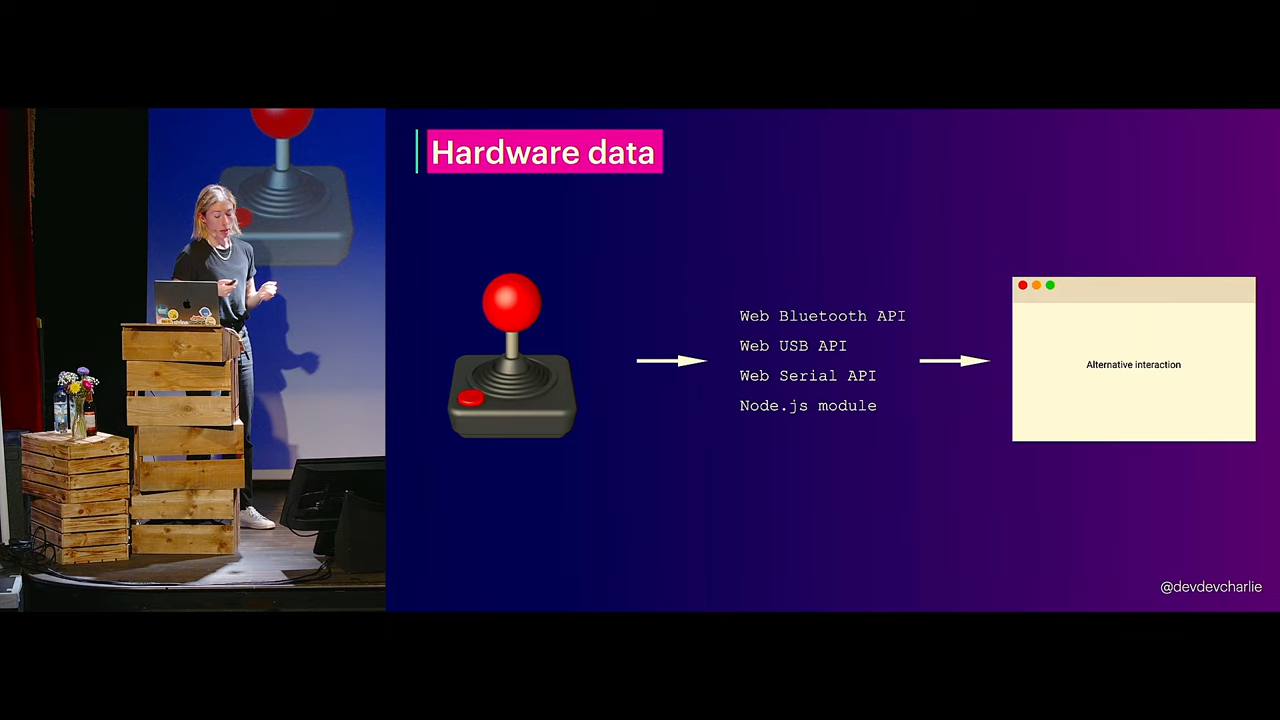 Hardware data
Web Bluetooth API
Web USB API
Web Serial API
Node.js module
Alternative interaction
@devdevcharlie